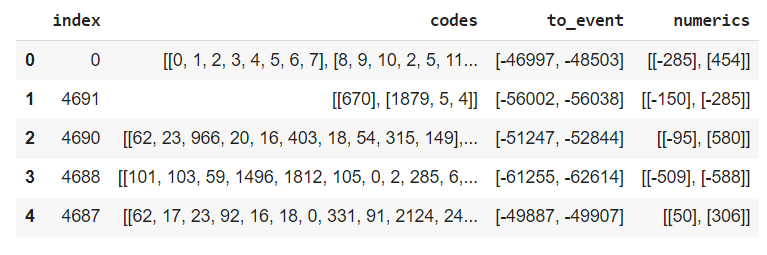 index codes to_event numerics
0 0 [[0, 1, 2, 3, 4, 5, 6, 7], [8, 9, 10, 2, 5, 11... [-46997, -48503] [[-285], [454]]
1 4691 [[670], [1879, 5, 4]] [-56002, -56038] [[-150], [-285]]
2 4690 [[62, 23, 966, 20, 16, 403, 18, 54, 315, 149],... [-51247, -52844] [[-95], [580]]
3 4688 [[101, 103, 59, 1496, 1812, 105, 0, 2, 285, 6,... [-61255, -62614] [[-509], [-588]]
4 4687 [[62, 17, 23, 92, 16, 18, 0, 331, 91, 2124, 24... [-49887, -49907] [[50], [306]]